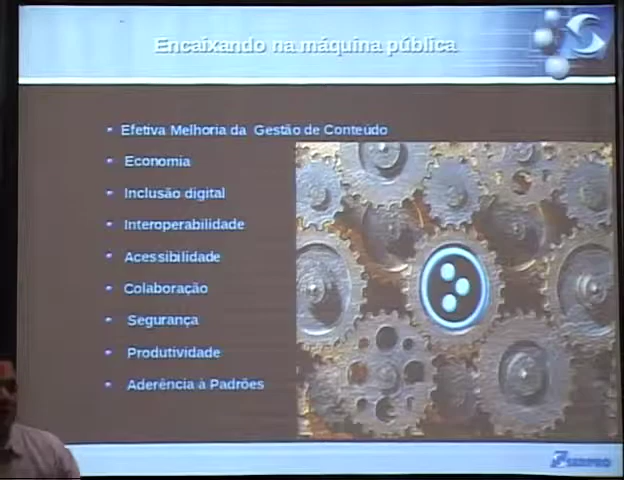 Encaixando na máquina pública
Efetiva Melhoria da Gestão de Conteúdo
Economia
Inclusão digital
Interoperabilidade
Acessibilidade
Colaboração
Segurança
Produtividade
Aderência à Padrões
SERPRO